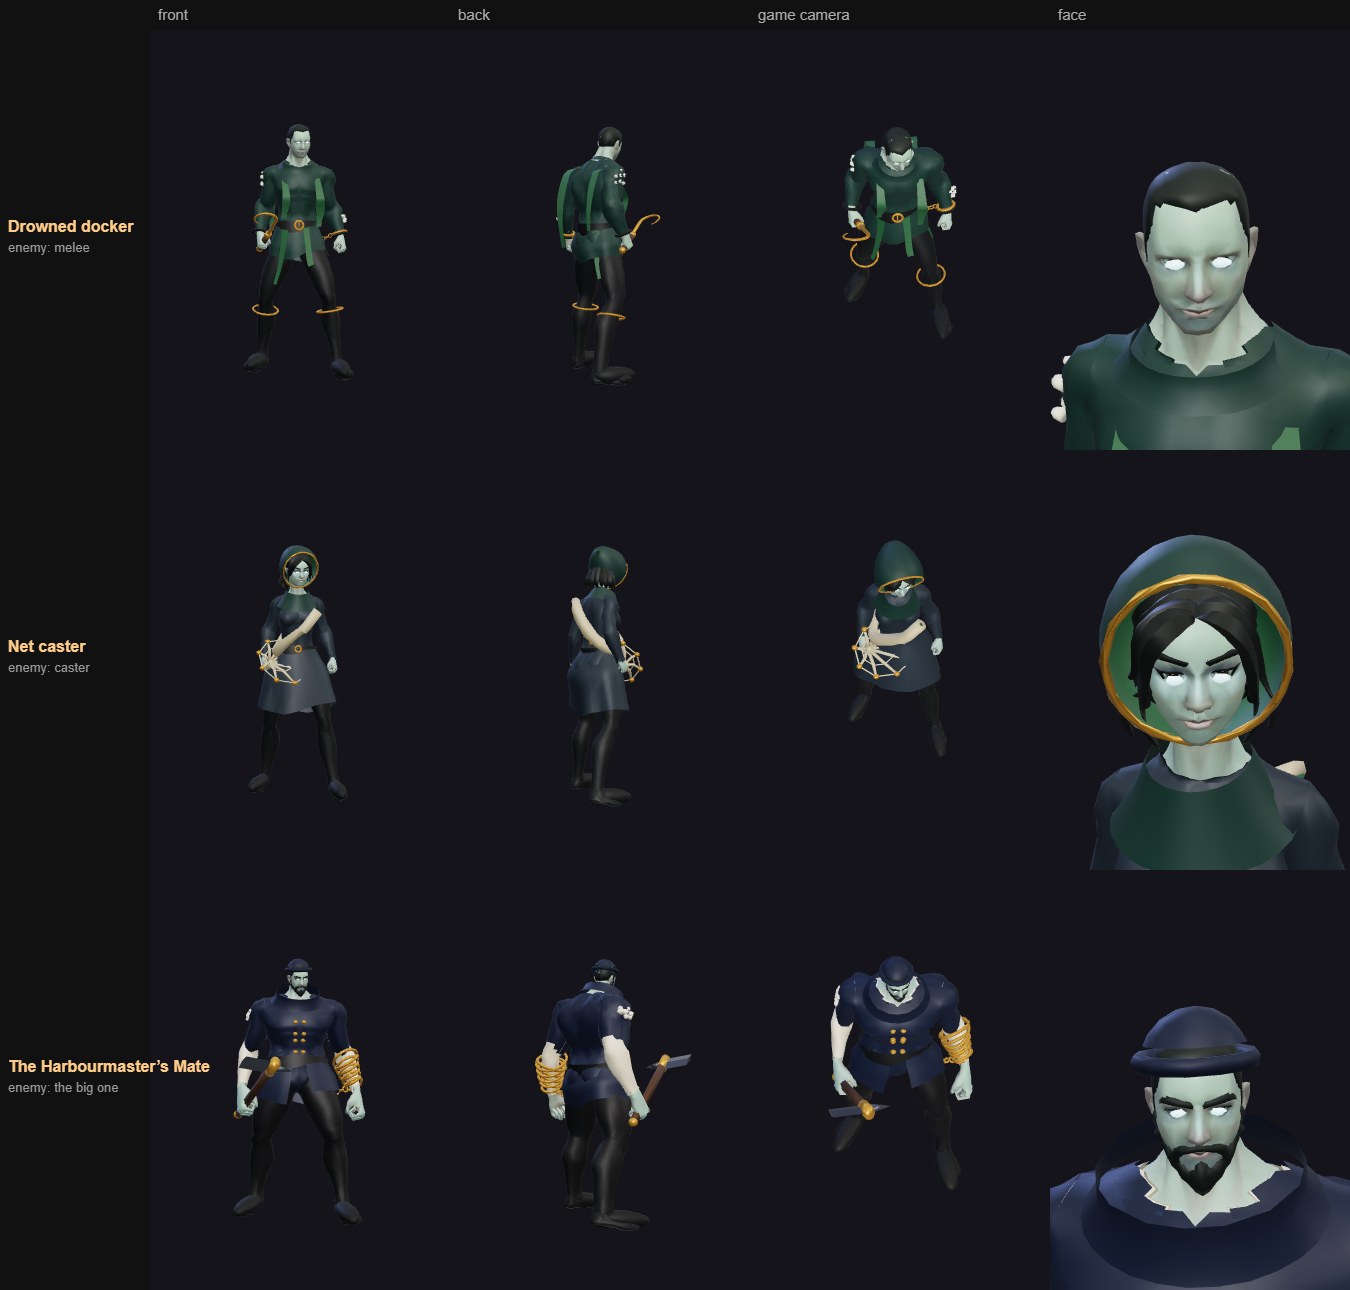 front back game camera face
Drowned docker
enemy: melee
Net caster
enemy: caster
The Harbourmaster’s Mate
enemy: the big one